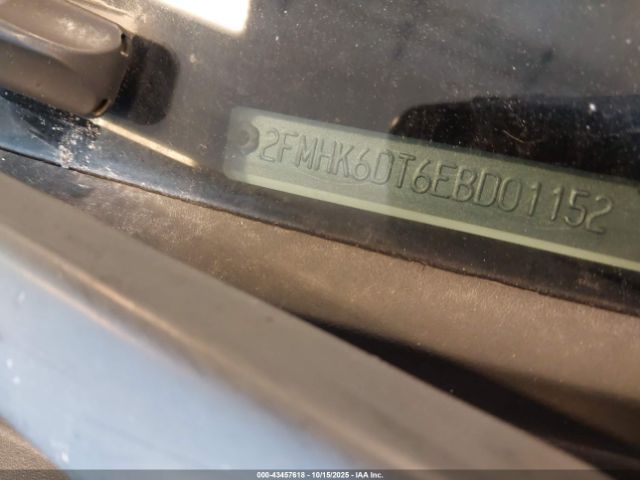 2FMHK6DT6EBD01152
000-43457618 - 10/15/2025 - IAA Inc.